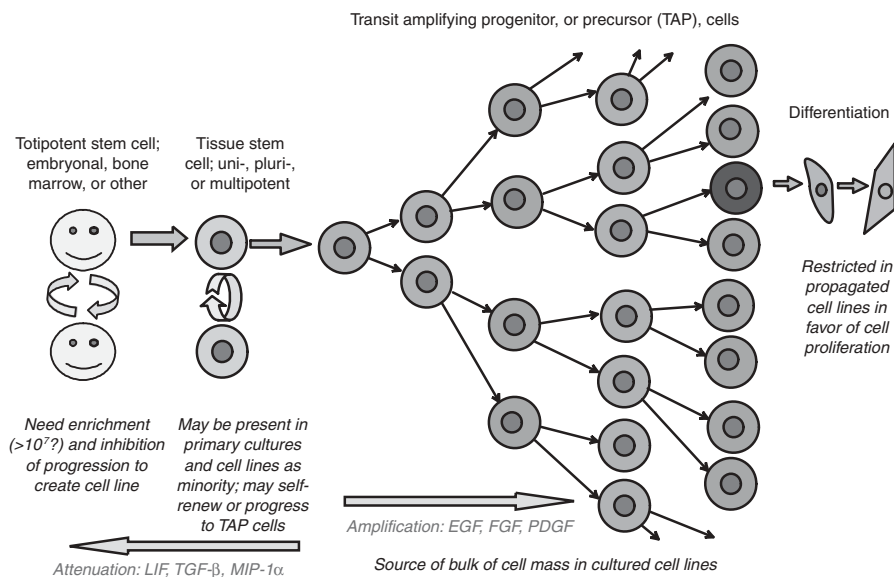 Transit amplifying progenitor, or precursor (TAP), cells
Differentiation
Totipotent stem cell;
embryonal, bone
marrow, or other
Tissue stem
cell; uni-, pluri-,
or multipotent
Restricted in
propagated
cell lines in
favor of cell
proliferation
Need enrichment
(>10⁷?) and inhibition
of progression to
create cell line
May be present in
primary cultures
and cell lines as
minority; may self-
renew or progress
to TAP cells
Amplification: EGF, FGF, PDGF
Attenuation: LIF, TGF-β, MIP-1α
Source of bulk of cell mass in cultured cell lines